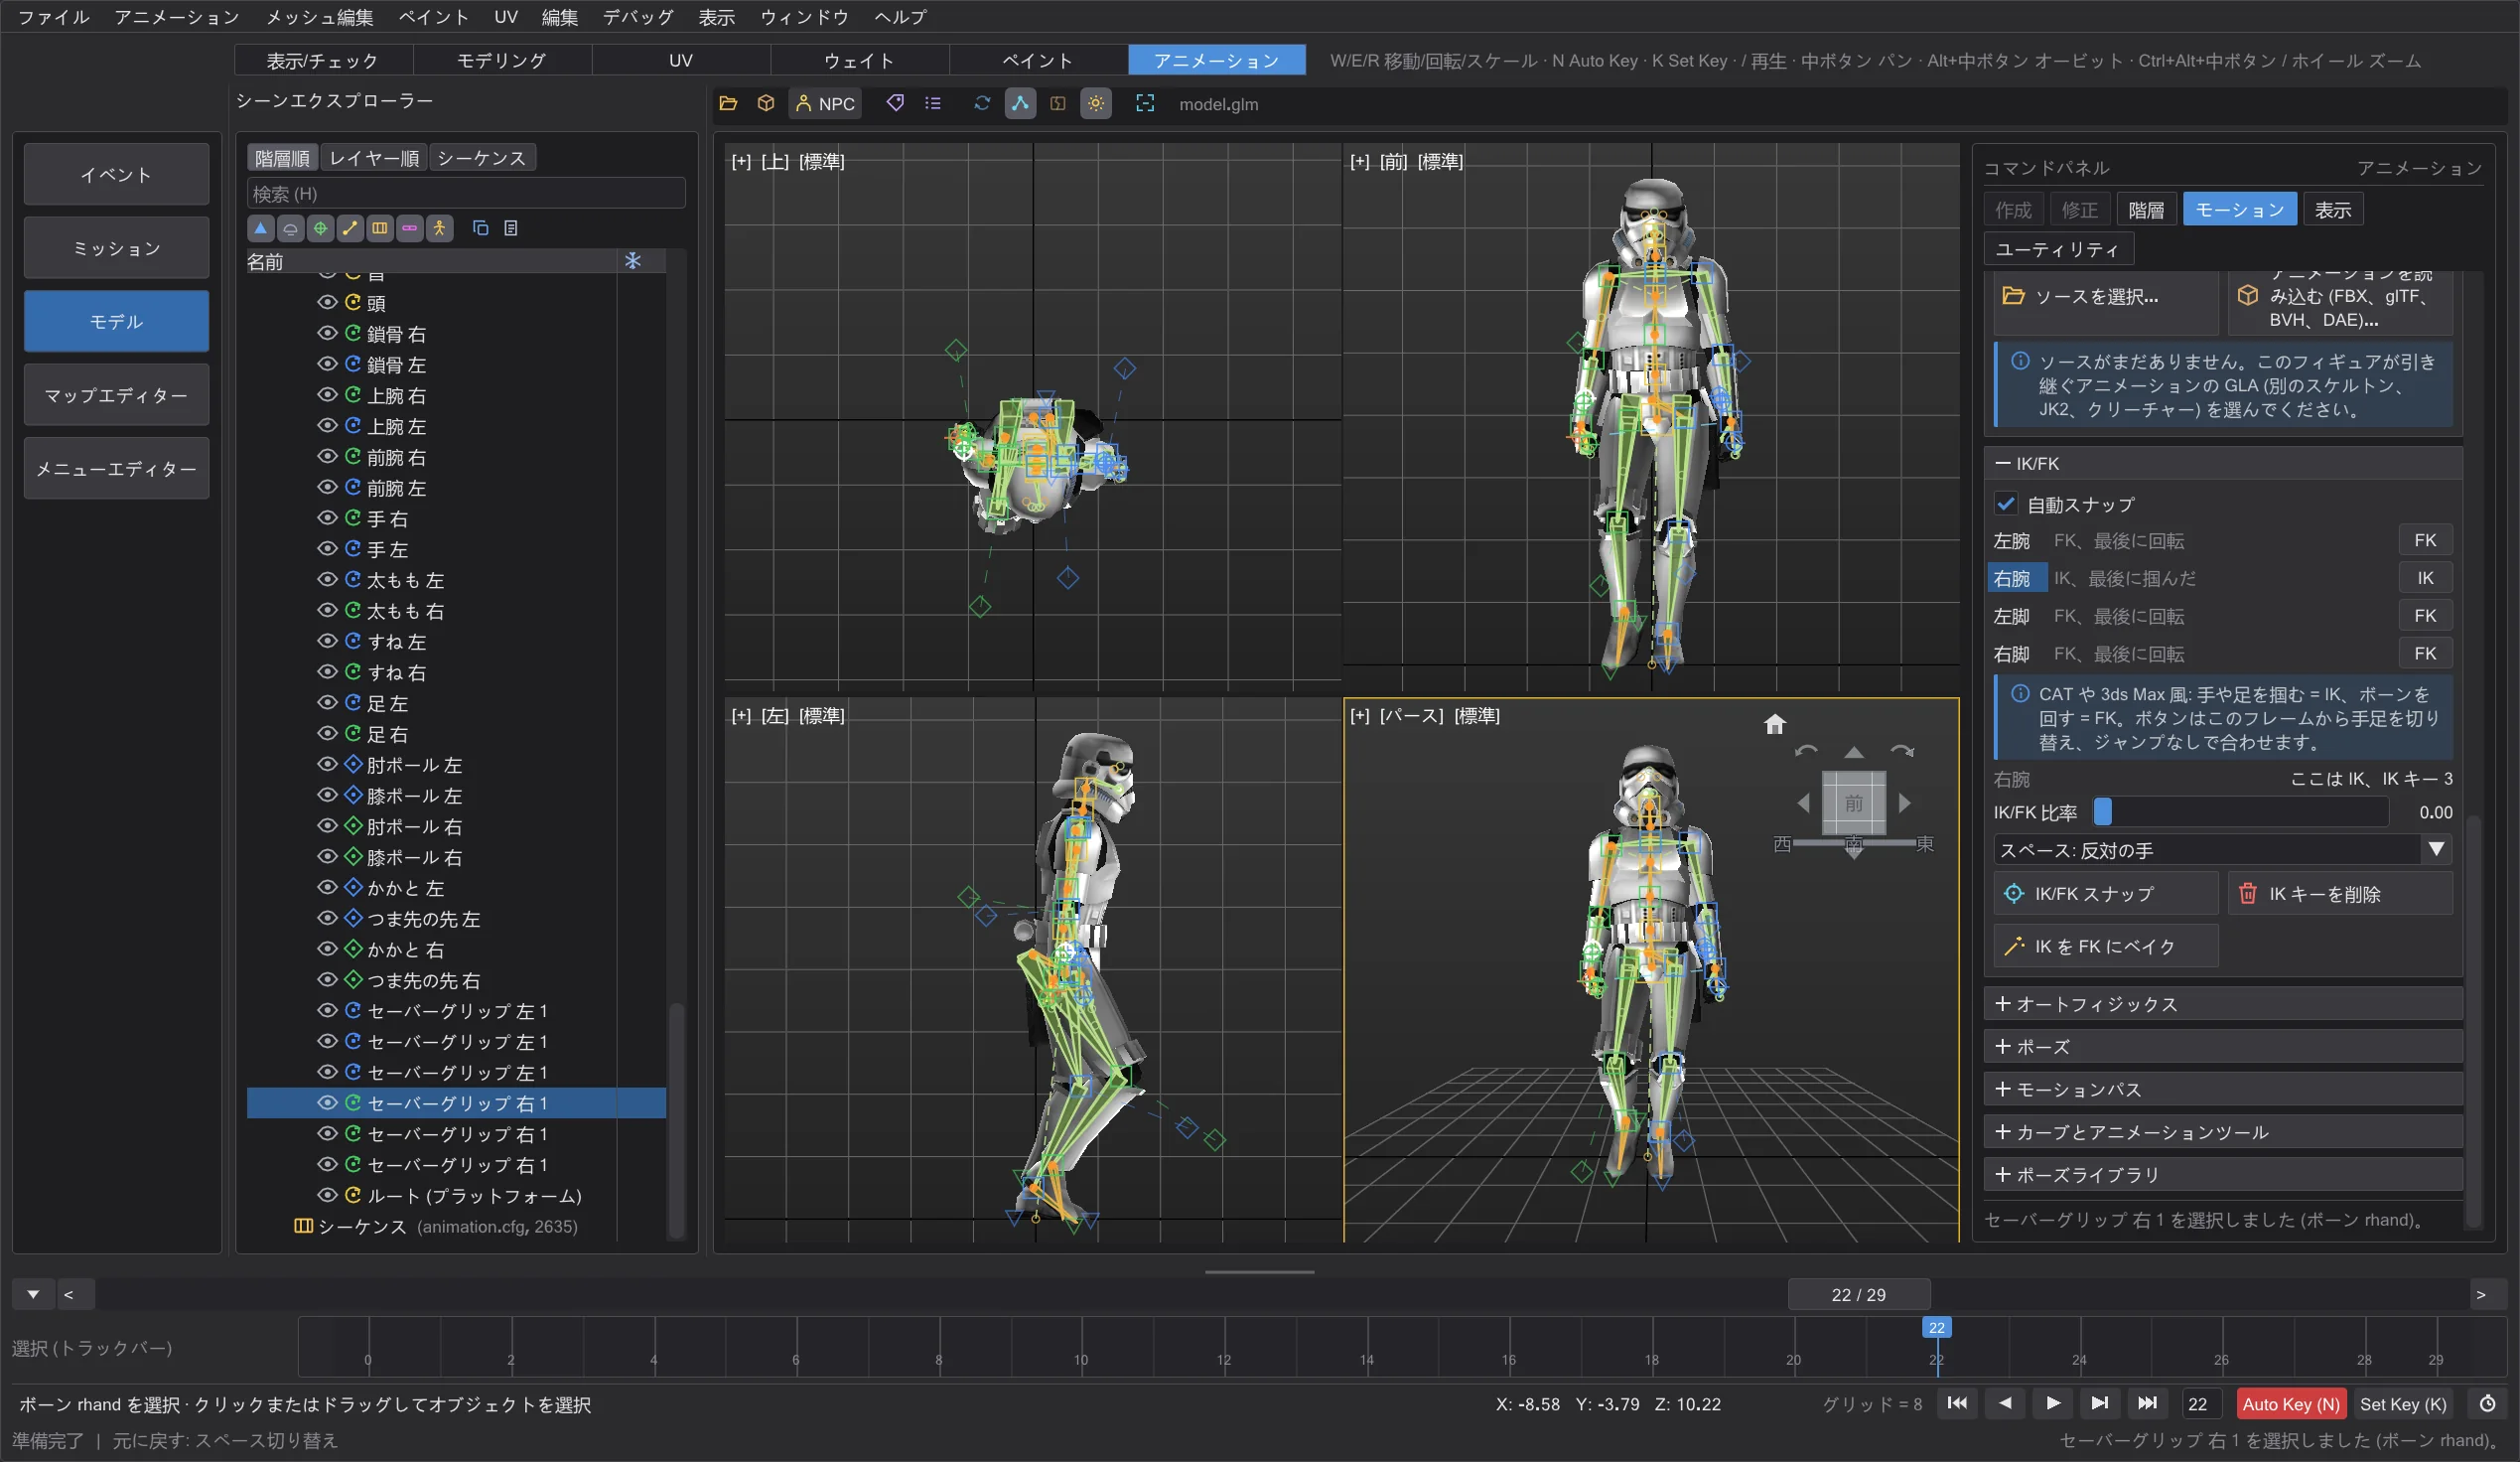 ファイル アニメーション メッシュ編集 ペイント UV 編集 デバッグ 表示 ウィンドウ ヘルプ
表示/チェック モデリング UV ウェイト ペイント アニメーション W/E/R 移動/回転/スケール · N Auto Key · K Set Key · / 再生 · 中ボタン パン · Alt+中ボタン オービット · Ctrl+Alt+中ボタン / ホイール ズーム
シーンエクスプローラー
NPC model.glm
イベント
ミッション
モデル
マップエディター
メニューエディター
階層順 レイヤー順 シーケンス
検索 (H)
名前
頭
鎖骨 右
鎖骨 左
上腕 右
上腕 左
前腕 右
前腕 左
手 右
手 左
太もも 左
太もも 右
すね 左
すね 右
足 左
足 右
肘ポール 左
膝ポール 左
肘ポール 右
膝ポール 右
かかと 左
つま先の先 左
かかと 右
つま先の先 右
セーバーグリップ 左 1
セーバーグリップ 左 1
セーバーグリップ 左 1
セーバーグリップ 右 1
セーバーグリップ 右 1
セーバーグリップ 右 1
ルート (プラットフォーム)
シーケンス (animation.cfg, 2635)
[+] [上] [標準]
[+] [前] [標準]
[+] [左] [標準]
[+] [パース] [標準]
前
西 南 東
コマンドパネル アニメーション
作成 修正 階層 モーション 表示
ユーティリティ
ソースを選択...
アニメーションを読
み込む (FBX、glTF、
BVH、DAE)...
ソースがまだありません。このフィギュアが引き
継ぐアニメーションの GLA (別のスケルトン、
JK2、クリーチャー) を選んでください。
IK/FK
自動スナップ
左腕 FK、最後に回転 FK
右腕 IK、最後に掴んだ IK
左脚 FK、最後に回転 FK
右脚 FK、最後に回転 FK
CAT や 3ds Max 風: 手や足を掴む = IK、ボーンを
回す = FK。ボタンはこのフレームから手足を切り
替え、ジャンプなしで合わせます。
右腕 ここは IK、IK キー 3
IK/FK 比率 0.00
スペース: 反対の手
IK/FK スナップ IK キーを削除
IK を FK にベイク
オートフィジックス
ポーズ
モーションパス
カーブとアニメーションツール
ポーズライブラリ
セーバーグリップ 右 1 を選択しました (ボーン rhand)。
< 22 / 29 >
選択 (トラックバー)
22
0 2 4 6 8 10 12 14 16 18 20 22 24 26 28 29
ボーン rhand を選択 · クリックまたはドラッグしてオブジェクトを選択 X: -8.58 Y: -3.79 Z: 10.22 グリッド = 8 22 Auto Key (N) Set Key (K)
準備完了 | 元に戻す: スペース切り替え セーバーグリップ 右 1 を選択しました (ボーン rhand)。